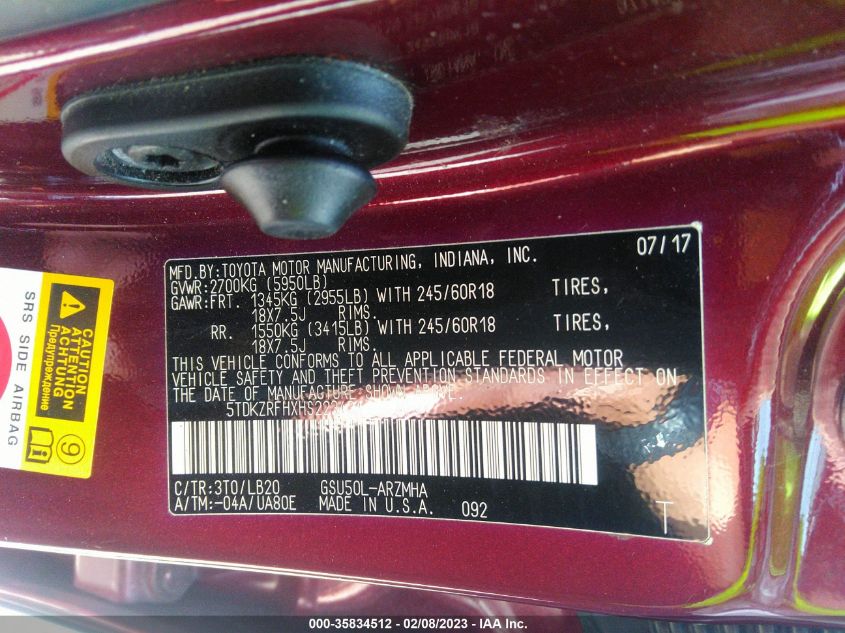 MFD.BY:TOYOTA MOTOR MANUFACTURING, INDIANA, INC. 07/17
GVWR:2700KG (5950LB)
GAWR:FRT. 1345KG (2955LB) WITH 245/60R18 TIRES,
18X7.5J RIMS.
RR. 1550KG (3415LB) WITH 245/60R18 TIRES,
18X7.5J RIMS.
THIS VEHICLE CONFORMS TO ALL APPLICABLE FEDERAL MOTOR
VEHICLE SAFETY AND THEFT PREVENTION STANDARDS IN EFFECT ON
THE DATE OF MANUFACTURE SHOWN ABOVE.
C/TR:3T0/LB20 GSU50L-ARZMHA
A/TM:-04A/UA80E MADE IN U.S.A. 092 T
SRS SIDE AIRBAG
CAUTION
ATTENTION
ACHTUNG
Предупреждение
000-35834512 - 02/08/2023 - IAA Inc.